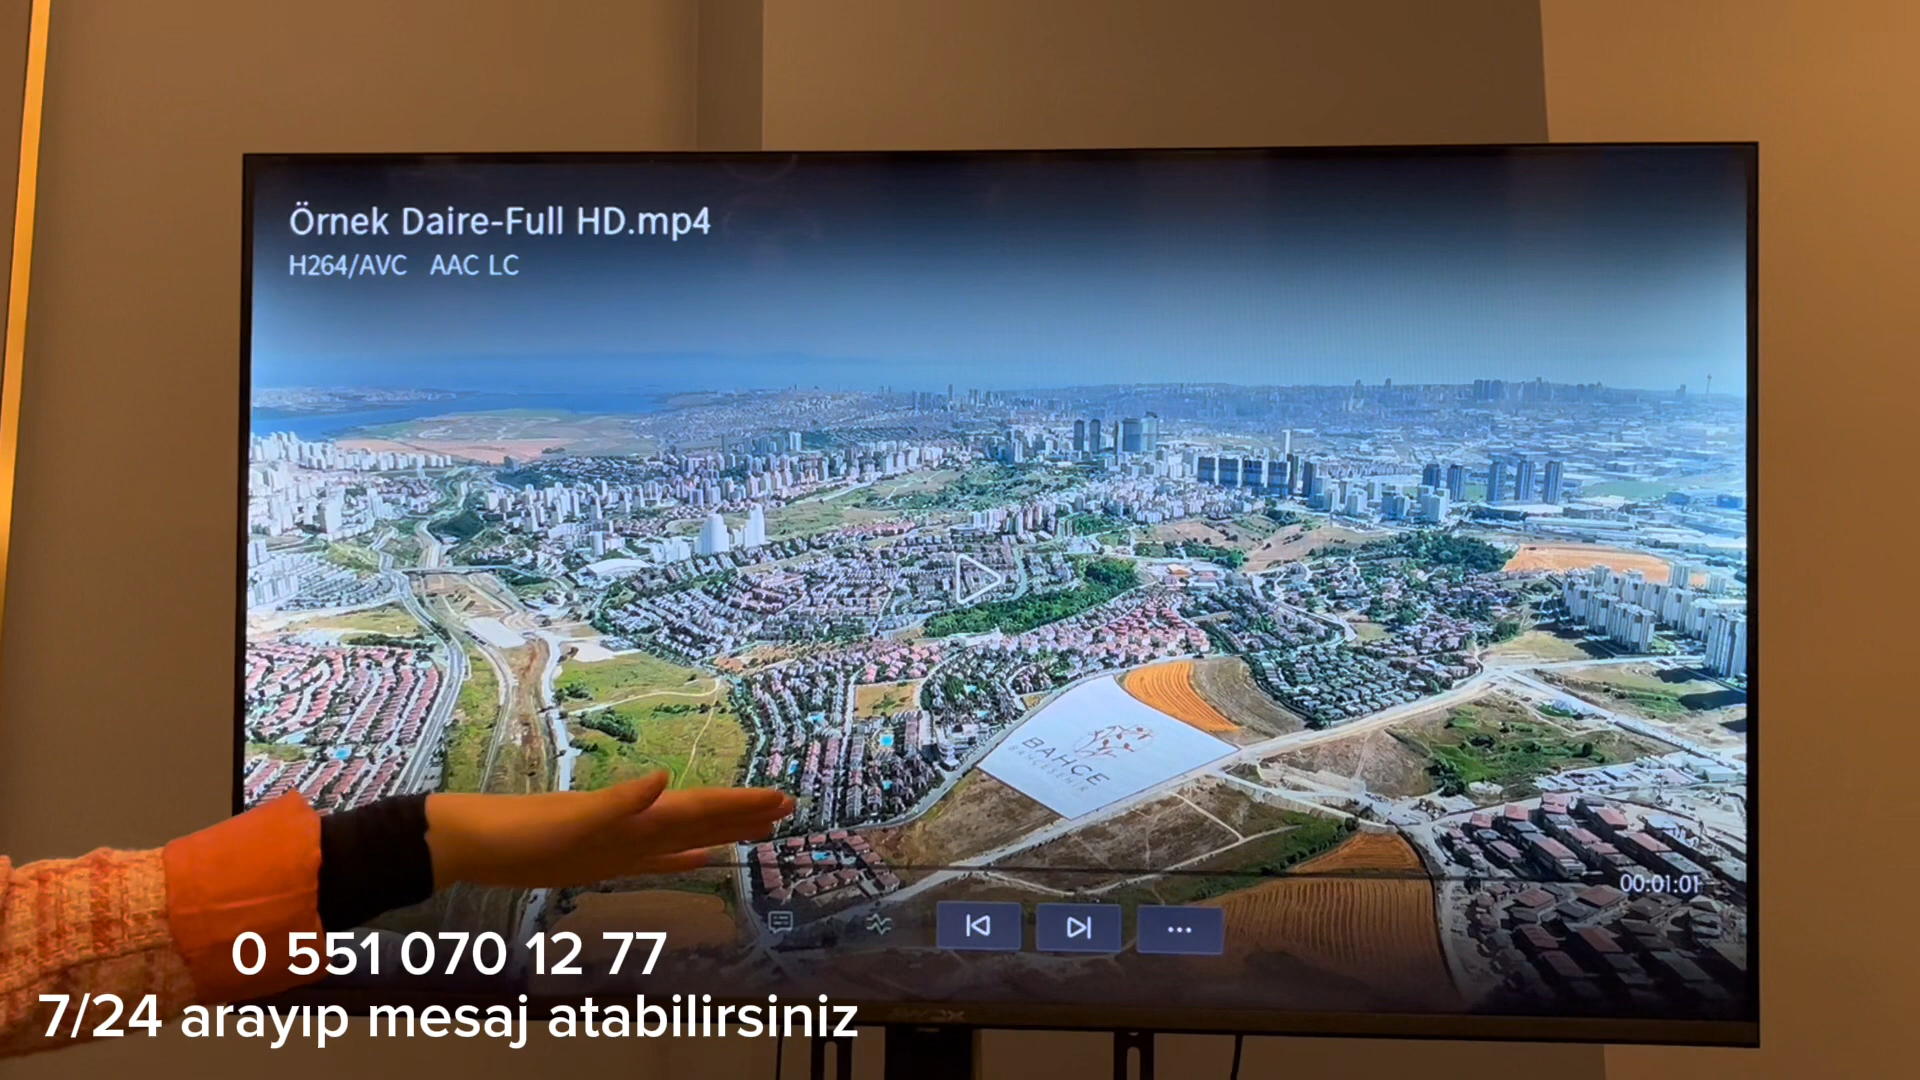 Örnek Daire-Full HD.mp4
H264/AVC AAC LC
BAHÇE
00:01:01
0 551 070 12 77
7/24 arayıp mesaj atabilirsiniz